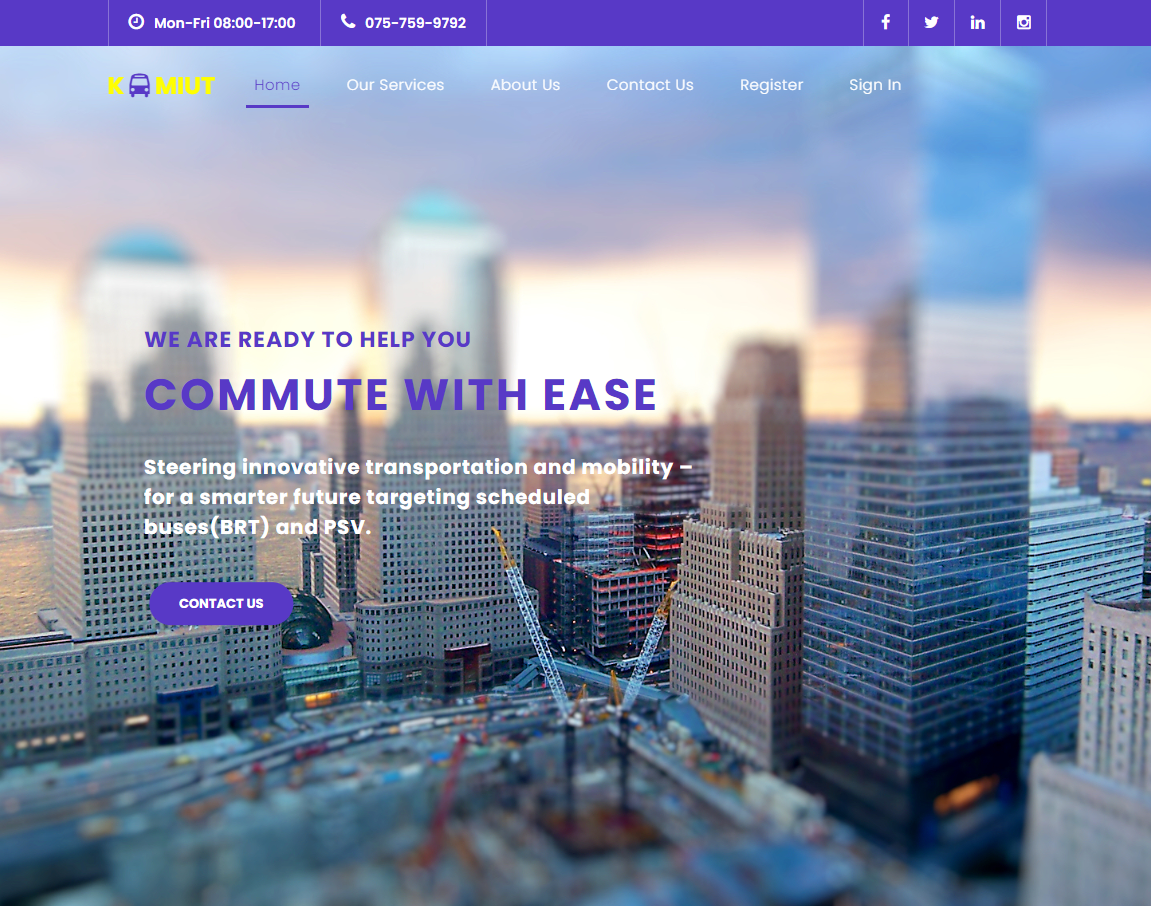 Mon-Fri 08:00-17:00
075-759-9792
K MIUT
Home
Our Services
About Us
Contact Us
Register
Sign In
WE ARE READY TO HELP YOU
COMMUTE WITH EASE
Steering innovative transportation and mobility –
for a smarter future targeting scheduled
buses(BRT) and PSV.
CONTACT US